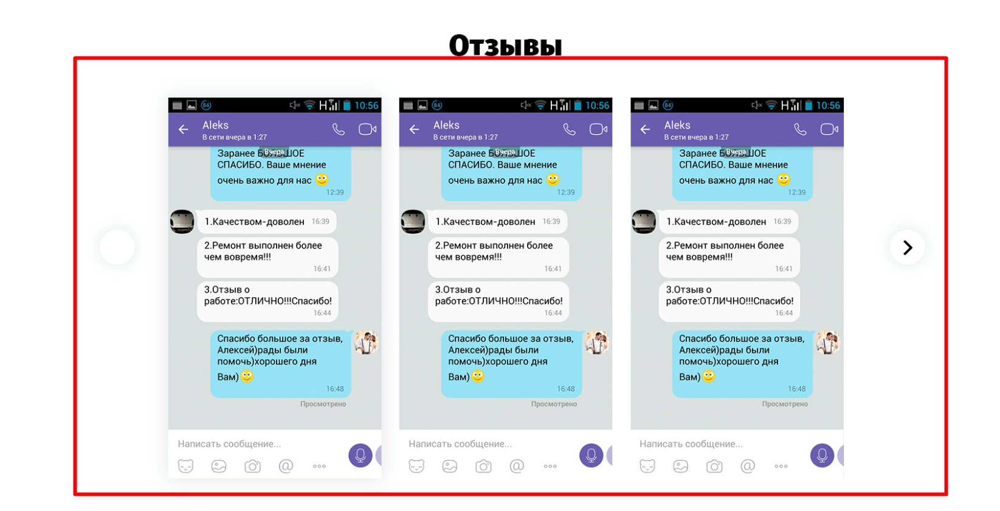 Отзывы
84 H 10:56
Aleks
В сети вчера в 1:27
Вчера
Заранее БОЛЬШОЕ
СПАСИБО. Ваше мнение
очень важно для нас
12:39
1.Качеством-доволен 16:39
2.Ремонт выполнен более
чем вовремя!!!
16:41
3.Отзыв о
работе:ОТЛИЧНО!!!Спасибо!
16:44
Спасибо большое за отзыв,
Алексей)рады были
помочь)хорошего дня
Вам)
16:48
Просмотрено
Написать сообщение...
84 H 10:56
Aleks
В сети вчера в 1:27
Вчера
Заранее БОЛЬШОЕ
СПАСИБО. Ваше мнение
очень важно для нас
12:39
1.Качеством-доволен 16:39
2.Ремонт выполнен более
чем вовремя!!!
16:41
3.Отзыв о
работе:ОТЛИЧНО!!!Спасибо!
16:44
Спасибо большое за отзыв,
Алексей)рады были
помочь)хорошего дня
Вам)
16:48
Просмотрено
Написать сообщение...
84 H 10:56
Aleks
В сети вчера в 1:27
Вчера
Заранее БОЛЬШОЕ
СПАСИБО. Ваше мнение
очень важно для нас
12:39
1.Качеством-доволен 16:39
2.Ремонт выполнен более
чем вовремя!!!
16:41
3.Отзыв о
работе:ОТЛИЧНО!!!Спасибо!
16:44
Спасибо большое за отзыв,
Алексей)рады были
помочь)хорошего дня
Вам)
16:48
Просмотрено
Написать сообщение...